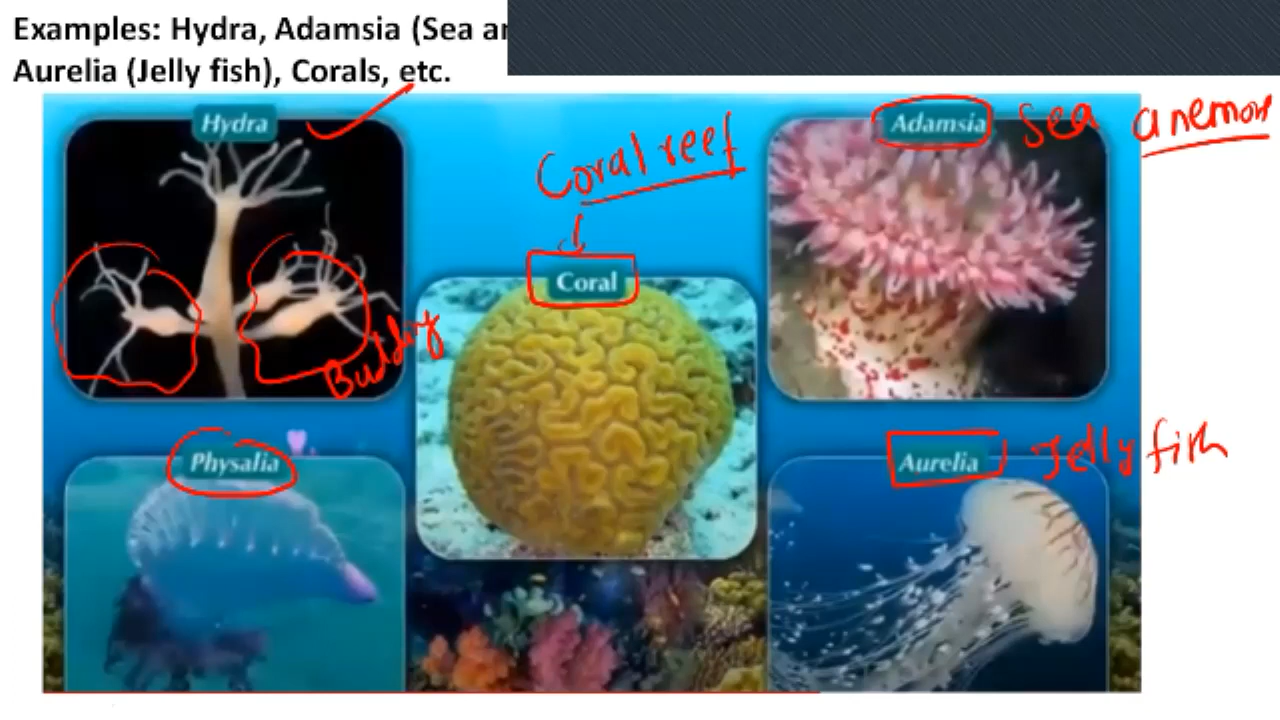 Examples: Hydra, Adamsia (Sea
Aurelia (Jelly fish), Corals, etc.
Hydra
Adamsia
Sea anemon
Coral reef
Coral
Budding
Physalia
Aurelia
Jelly fish